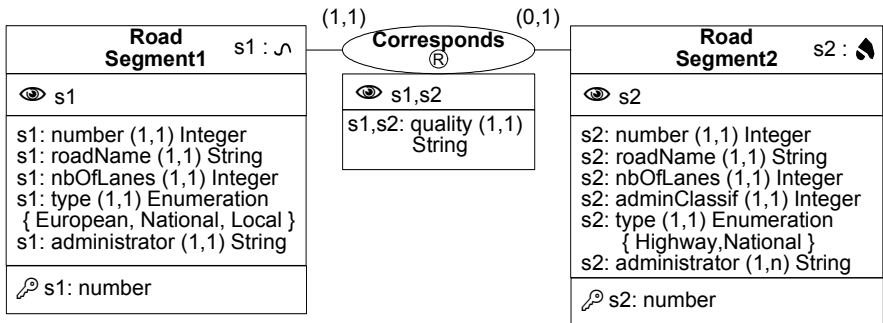 Road
Segment1
s1 :
s1
s1: number (1,1) Integer
s1: roadName (1,1) String
s1: nbOfLanes (1,1) Integer
s1: type (1,1) Enumeration
{ European, National, Local }
s1: administrator (1,1) String
s1: number
(1,1)
(0,1)
Corresponds
R
s1,s2
s1,s2: quality (1,1)
String
Road
Segment2
s2 :
s2
s2: number (1,1) Integer
s2: roadName (1,1) String
s2: nbOfLanes (1,1) Integer
s2: adminClassif (1,1) Integer
s2: type (1,1) Enumeration
{ Highway,National }
s2: administrator (1,n) String
s2: number